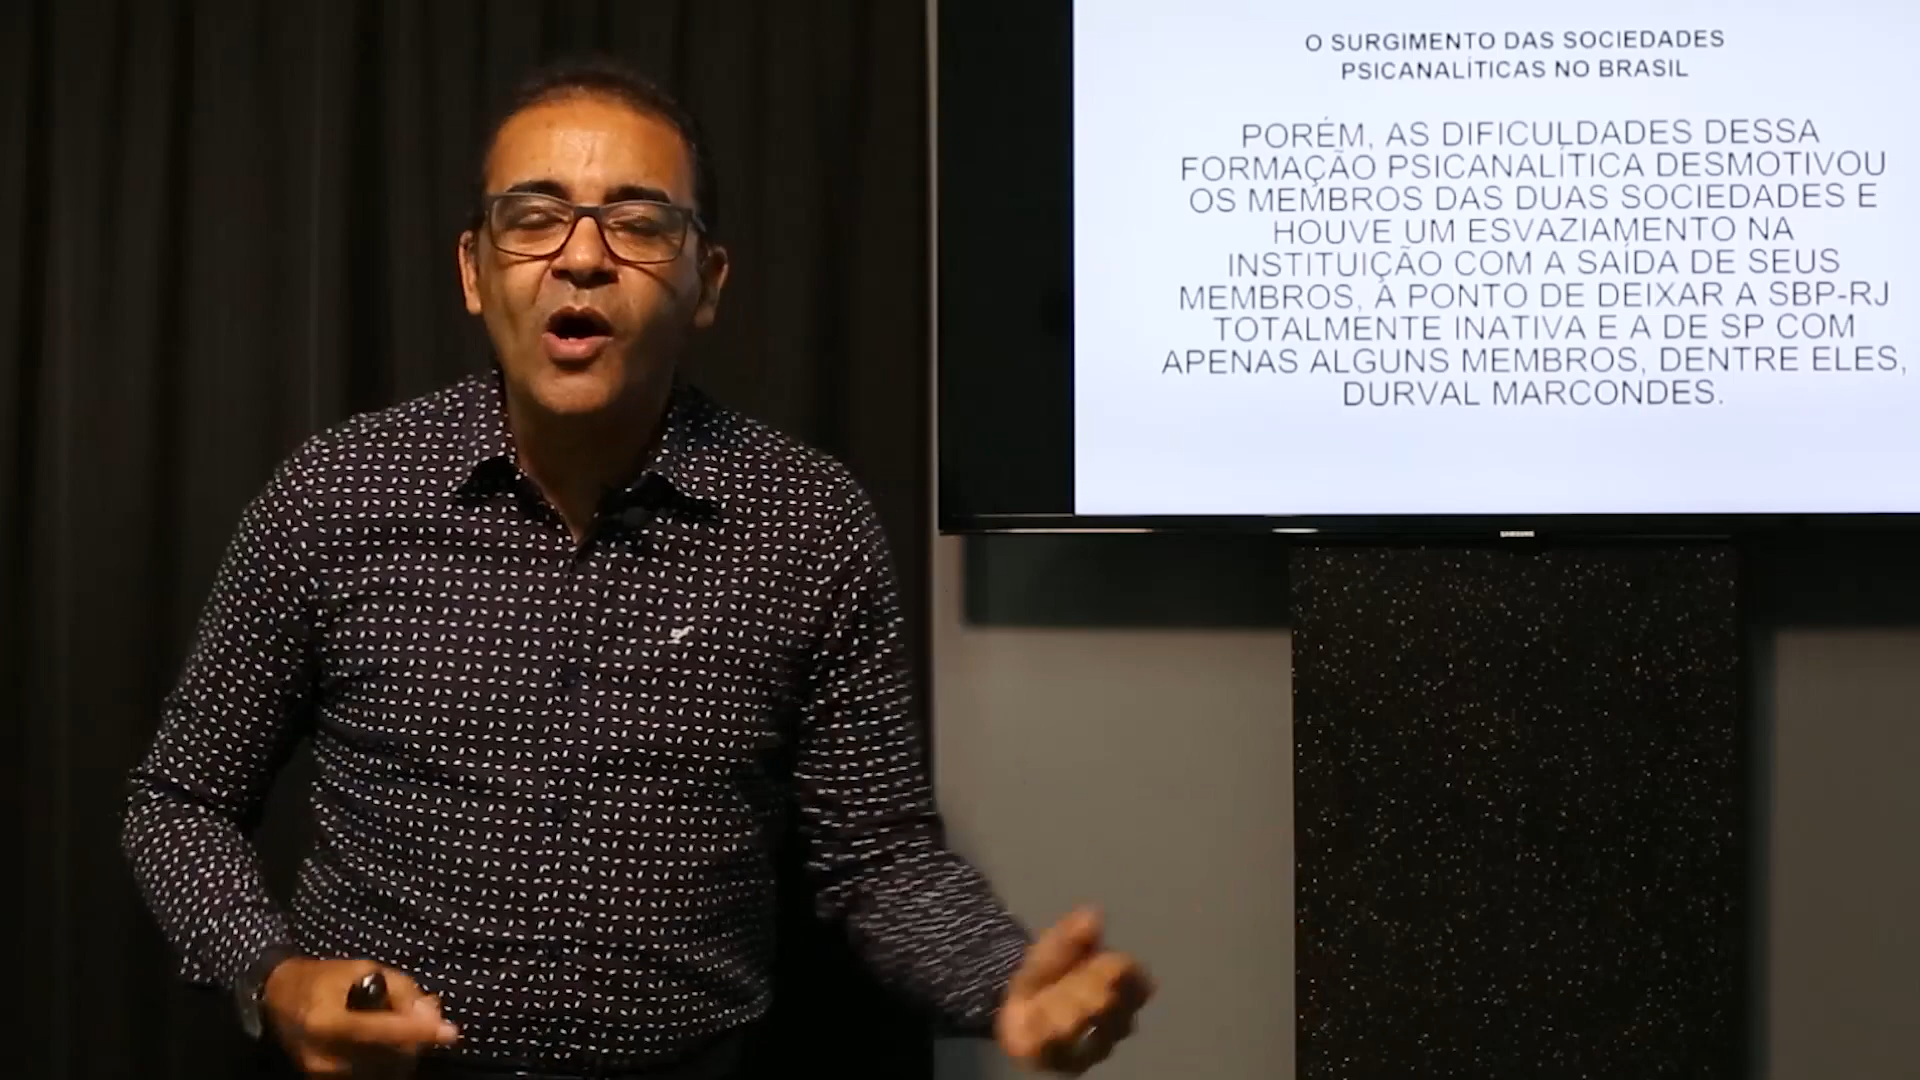 O SURGIMENTO DAS SOCIEDADES
PSICANALÍTICAS NO BRASIL
PORÉM, AS DIFICULDADES DESSA
FORMAÇÃO PSICANALÍTICA DESMOTIVOU
OS MEMBROS DAS DUAS SOCIEDADES E
HOUVE UM ESVAZIAMENTO NA
INSTITUIÇÃO COM A SAÍDA DE SEUS
MEMBROS, A PONTO DE DEIXAR A SBP-RJ
TOTALMENTE INATIVA E A DE SP COM
APENAS ALGUNS MEMBROS, DENTRE ELES,
DURVAL MARCONDES.
SAMSUNG